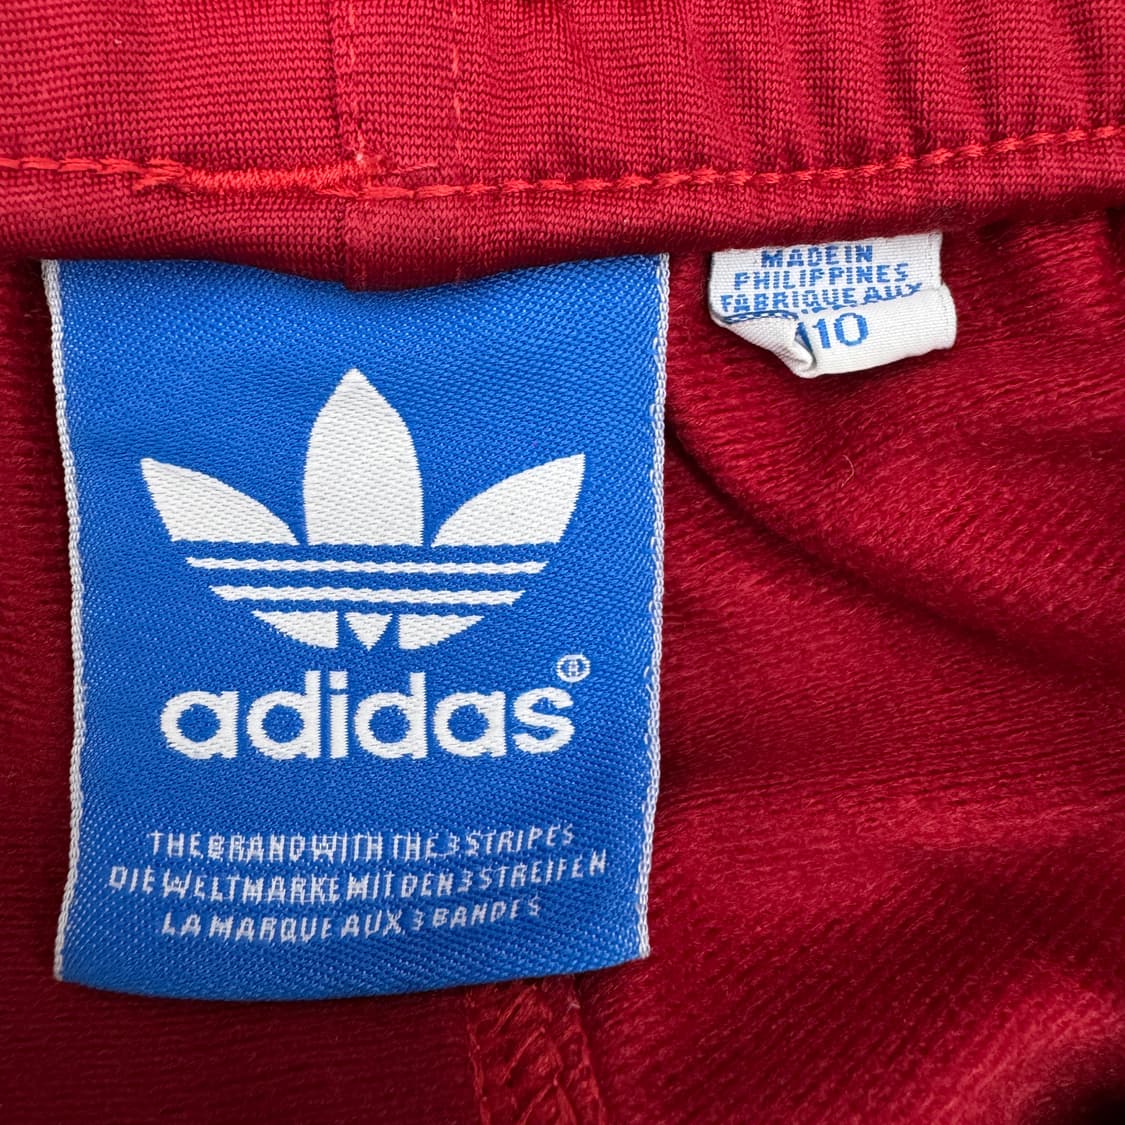 adidas®
THE BRAND WITH THE 3 STRIPES
DIE WELTMARKE MIT DEN 3 STREIFEN
LA MARQUE AUX 3 BANDES
MADE IN
PHILIPPINES
FABRIQUE AUX
10